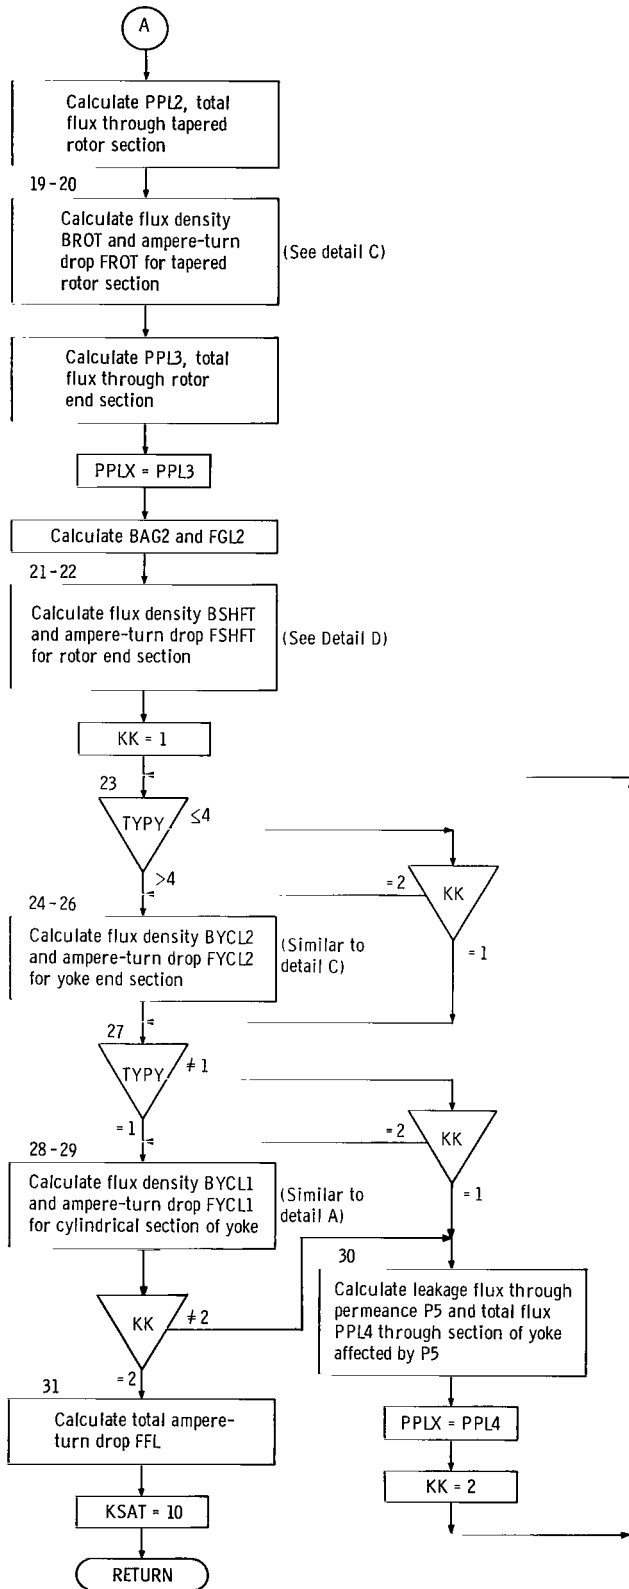 A
Calculate PPL2, total
flux through tapered
rotor section
19-20
Calculate flux density
BROT and ampere-turn
drop FROT for tapered
rotor section
(See detail C)
Calculate PPL3, total
flux through rotor
end section
PPLX = PPL3
Calculate BAG2 and FGL2
21-22
Calculate flux density BSHFT
and ampere-turn drop FSHFT
for rotor end section
(See Detail D)
KK = 1
23
TYPY
≤4
>4
= 2
KK
= 1
24-26
Calculate flux density BYCL2
and ampere-turn drop FYCL2
for yoke end section
(Similar to
detail C)
27
TYPY
≠ 1
= 1
= 2
KK
= 1
28-29
Calculate flux density BYCL1
and ampere-turn drop FYCL1
for cylindrical section of yoke
(Similar to
detail A)
KK
≠ 2
= 2
30
Calculate leakage flux through
permeance P5 and total flux
PPL4 through section of yoke
affected by P5
PPLX = PPL4
KK = 2
31
Calculate total ampere-
turn drop FFL
KSAT = 10
RETURN